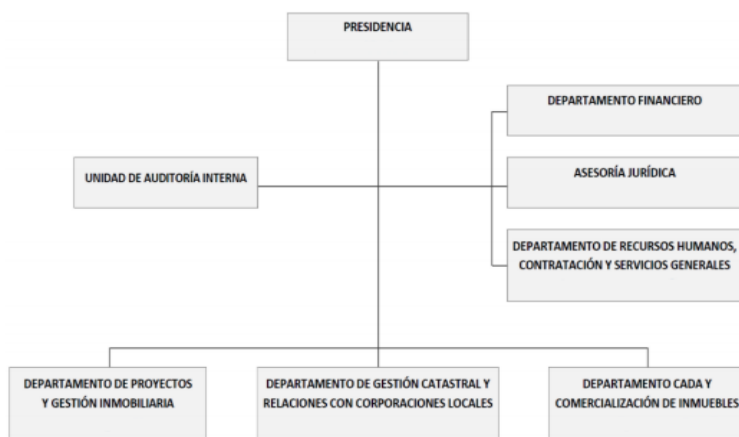 PRESIDENCIA
DEPARTAMENTO FINANCIERO
UNIDAD DE AUDITORÍA INTERNA
ASESORÍA JURÍDICA
DEPARTAMENTO DE RECURSOS HUMANOS,
CONTRATACIÓN Y SERVICIOS GENERALES
DEPARTAMENTO DE PROYECTOS
Y GESTIÓN INMOBILIARIA
DEPARTAMENTO DE GESTIÓN CATASTRAL Y
RELACIONES CON CORPORACIONES LOCALES
DEPARTAMENTO CADA Y
COMERCIALIZACIÓN DE INMUEBLES